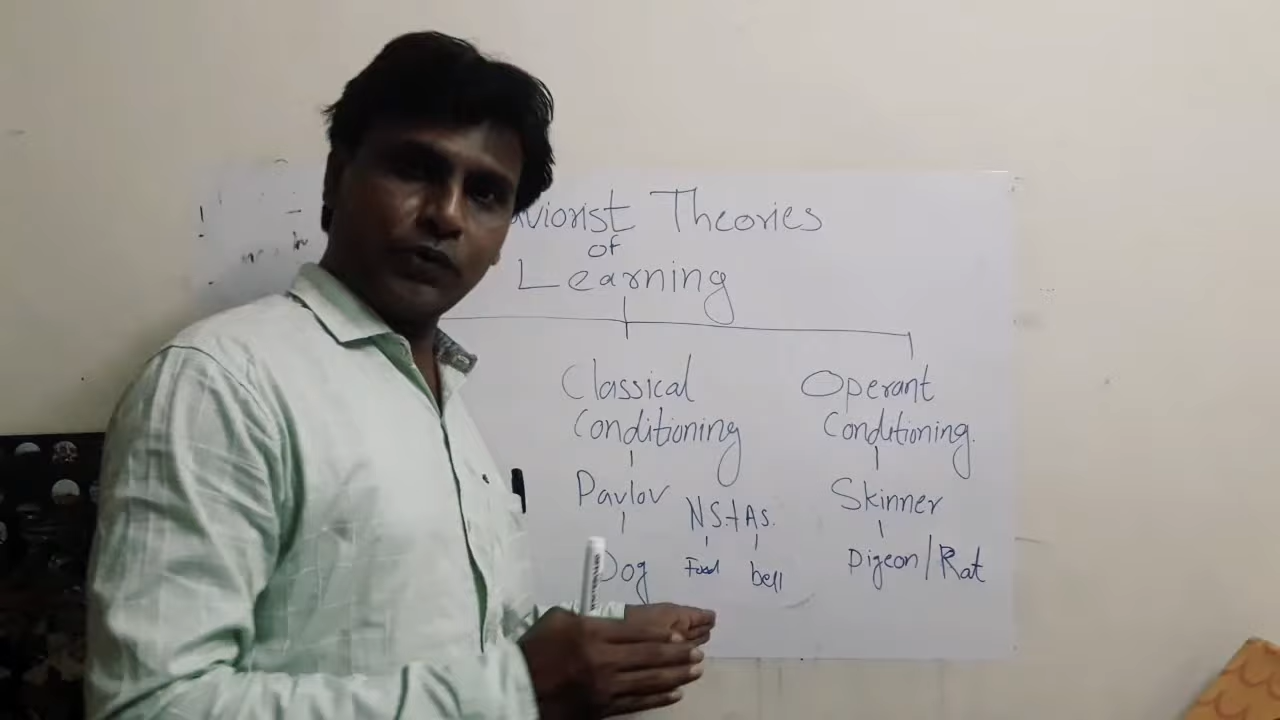 aviorist Theories
of
Learning
Classical
Conditioning
Pavlov
N.S.+A.S.
Dog
Food
bell
Operant
Conditioning.
Skinner
Pigeon/Rat